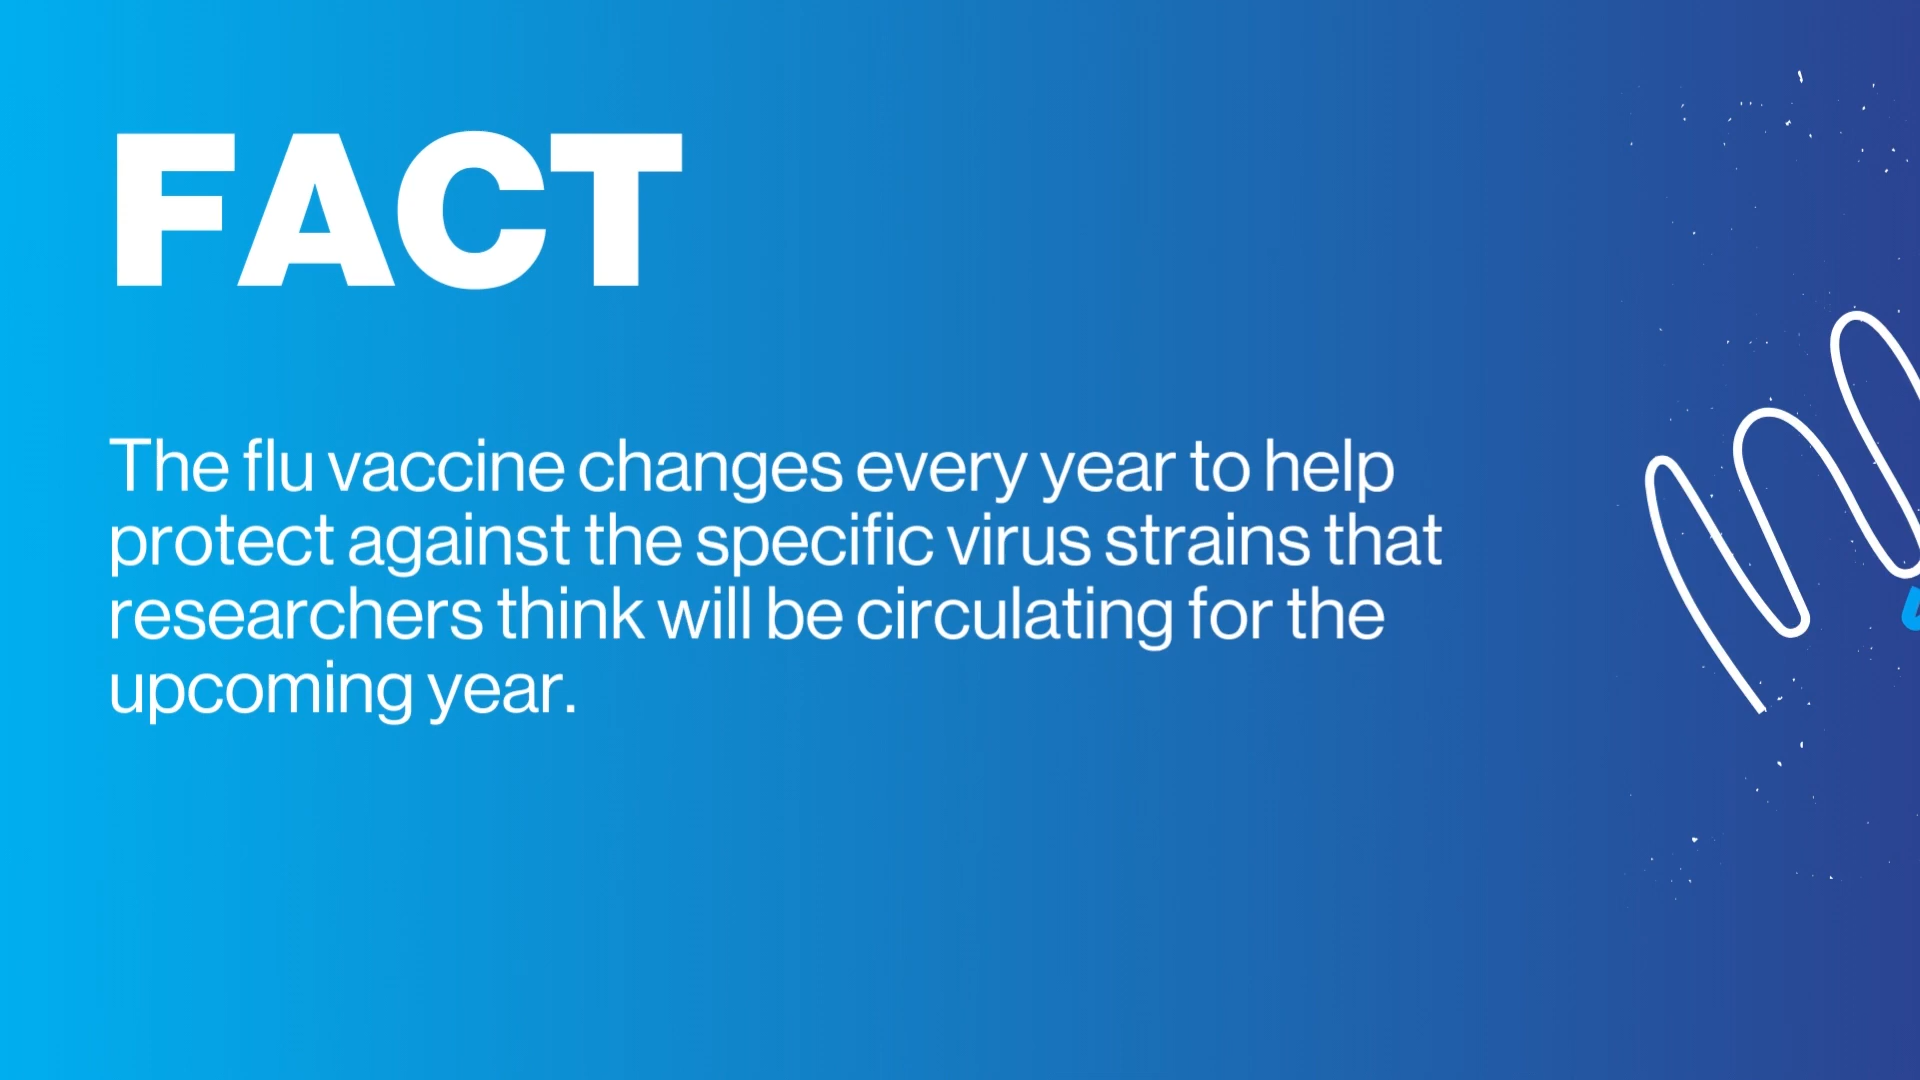 FACT
The flu vaccine changes every year to help
protect against the specific virus strains that
researchers think will be circulating for the
upcoming year.